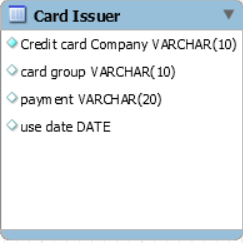 Card Issuer
Credit card Company VARCHAR(10)
card group VARCHAR(10)
payment VARCHAR(20)
use date DATE